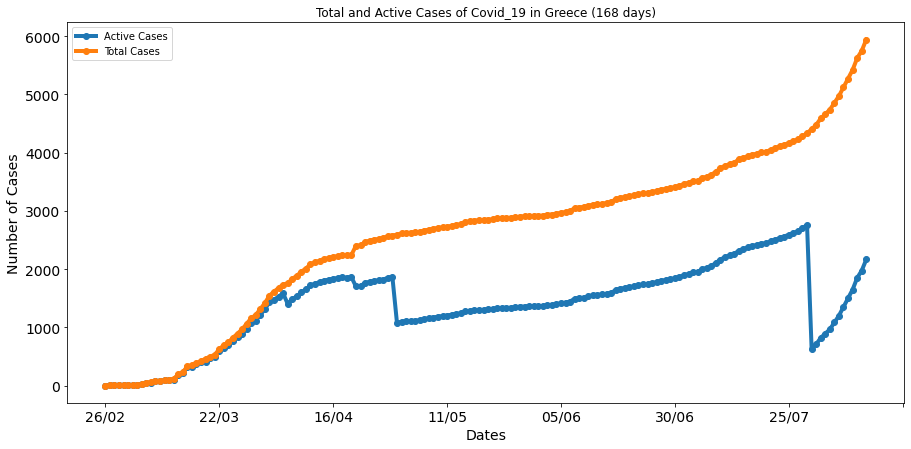 Total and Active Cases of Covid_19 in Greece (168 days)
Active Cases
Total Cases
Number of Cases
6000
5000
4000
3000
2000
1000
0
26/02 22/03 16/04 11/05 05/06 30/06 25/07
Dates